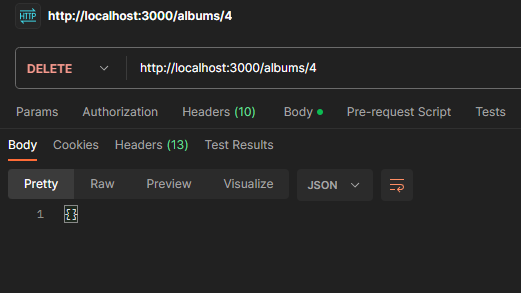 HTTP http://localhost:3000/albums/4
DELETE http://localhost:3000/albums/4
Params Authorization Headers (10) Body Pre-request Script Tests
Body Cookies Headers (13) Test Results
Pretty Raw Preview Visualize JSON
1 {}